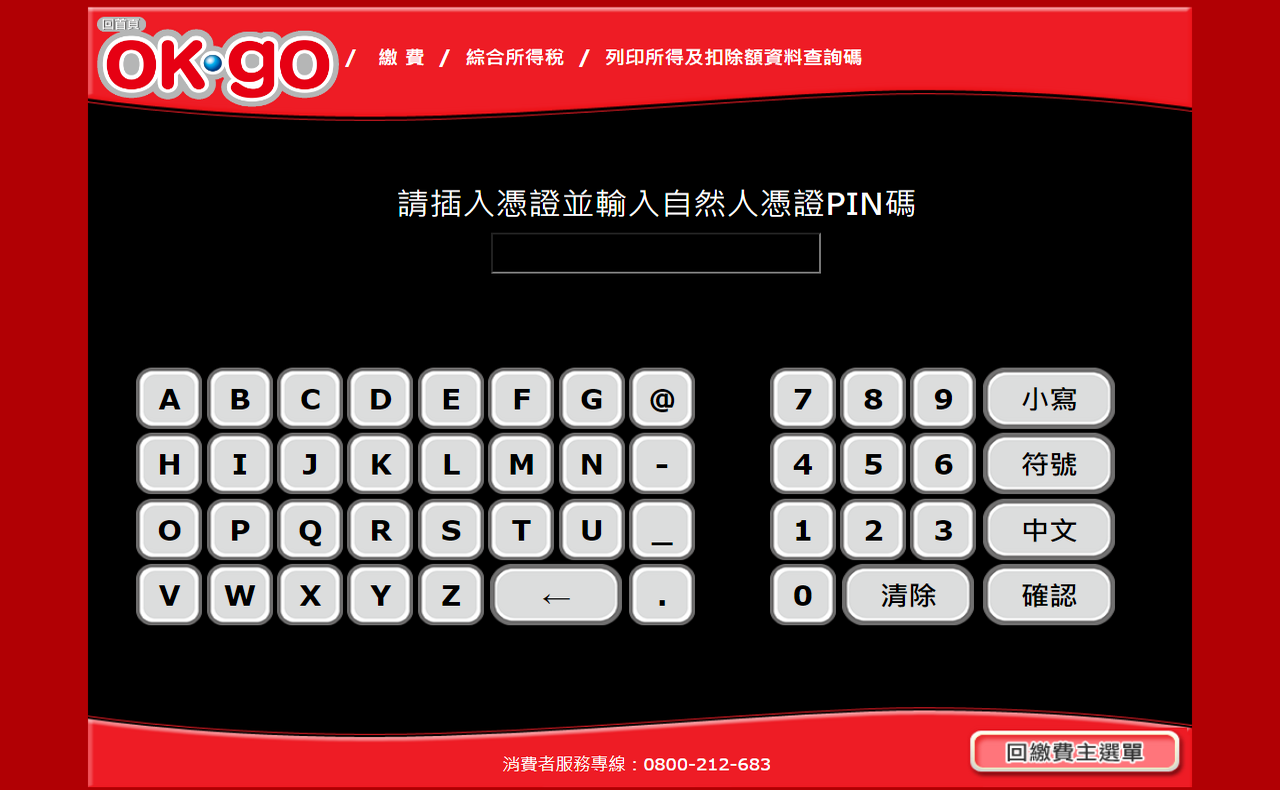 回首頁
OK·go / 繳 費 / 綜合所得稅 / 列印所得及扣除額資料查詢碼
請插入憑證並輸入自然人憑證PIN碼
A B C D E F G @ 7 8 9 小寫
H I J K L M N - 4 5 6 符號
O P Q R S T U _ 1 2 3 中文
V W X Y Z ← . 0 清除 確認
消費者服務專線：0800-212-683
回繳費主選單